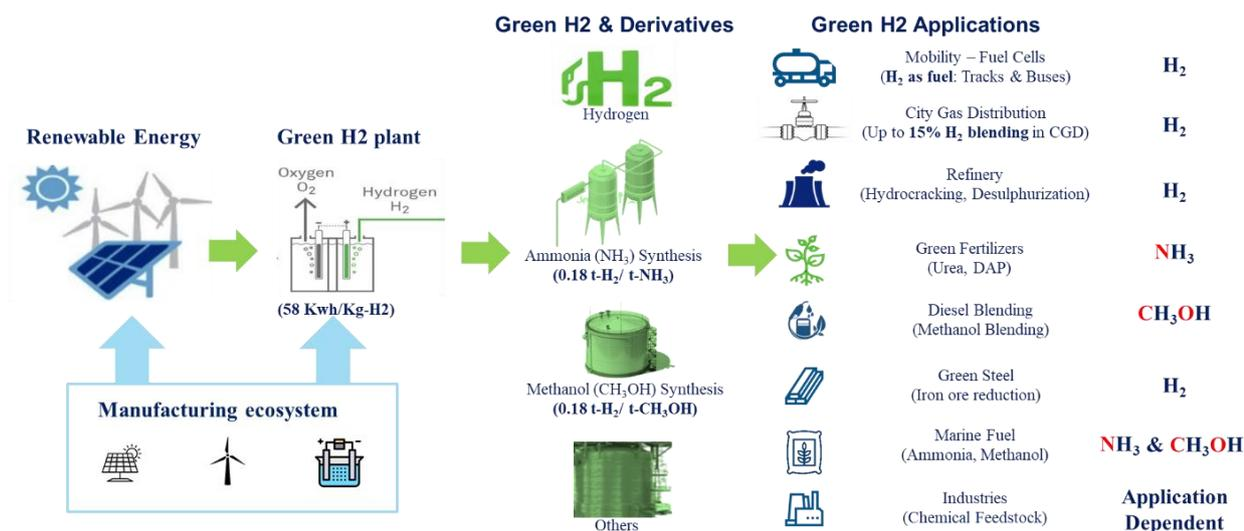 Green H2 & Derivatives
Green H2 Applications
Renewable Energy
Green H2 plant
Oxygen
O₂
Hydrogen
H₂
(58 Kwh/Kg-H2)
Manufacturing ecosystem
H2
Hydrogen
Ammonia (NH₃) Synthesis
(0.18 t-H₂/ t-NH₃)
Methanol (CH₃OH) Synthesis
(0.18 t-H₂/ t-CH₃OH)
Others
Mobility – Fuel Cells
(H₂ as fuel: Tracks & Buses)
H₂
City Gas Distribution
(Up to 15% H₂ blending in CGD)
H₂
Refinery
(Hydrocracking, Desulphurization)
H₂
Green Fertilizers
(Urea, DAP)
NH₃
Diesel Blending
(Methanol Blending)
CH₃OH
Green Steel
(Iron ore reduction)
H₂
Marine Fuel
(Ammonia, Methanol)
NH₃ & CH₃OH
Industries
(Chemical Feedstock)
Application
Dependent